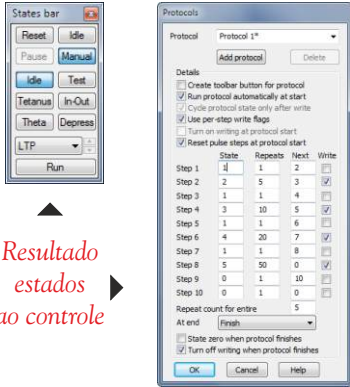 States bar
Reset Idle
Pause Manual
Idle Test
Tetanus In-Out
Theta Depress
LTP
Run
Resultado
estados
ao controle
Protocols
Protocol Protocol 1*
Add protocol Delete
Details
Create toolbar button for protocol
Run protocol automatically at start
Cycle protocol state only after write
Use per-step write flags
Turn on writing at protocol start
Reset pulse steps at protocol start
State Repeats Next Write
Step 1 1 1 2
Step 2 2 5 3
Step 3 1 1 4
Step 4 3 10 5
Step 5 1 1 6
Step 6 4 20 7
Step 7 1 1 8
Step 8 5 50 0
Step 9 0 1 10
Step 10 0 1 0
Repeat count for entire 5
At end Finish
State zero when protocol finishes
Turn off writing when protocol finishes
OK Cancel Help